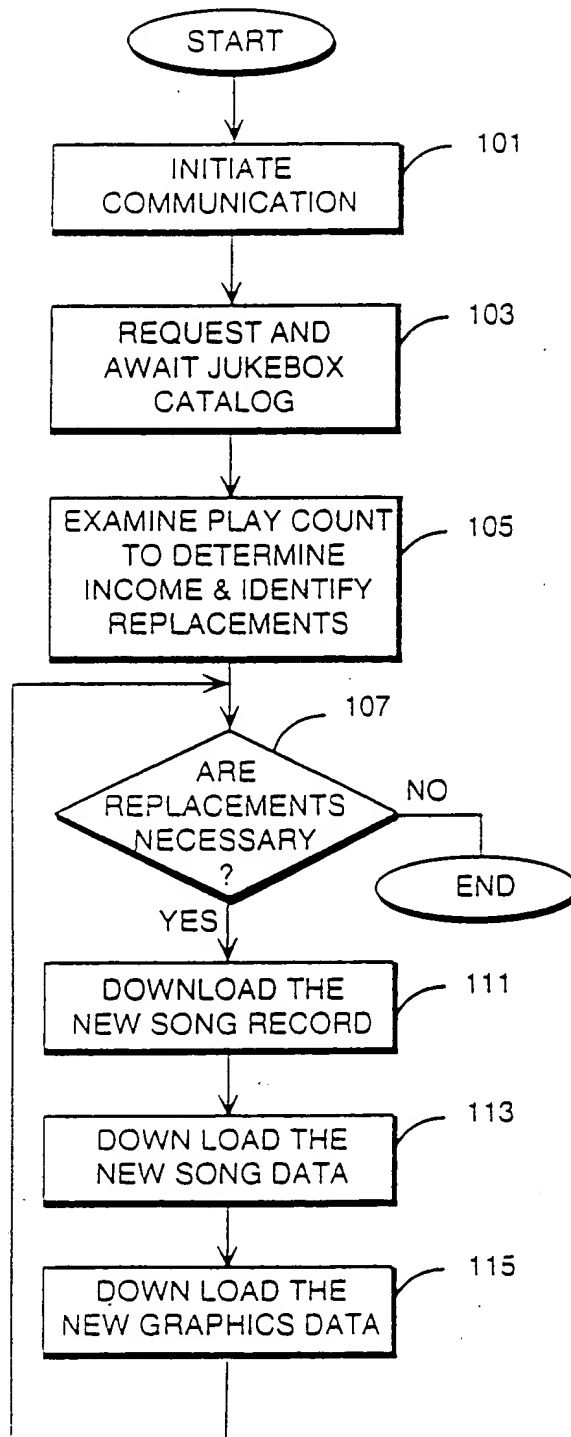 START
101
INITIATE
COMMUNICATION
103
REQUEST AND
AWAIT JUKEBOX
CATALOG
EXAMINE PLAY COUNT
TO DETERMINE
INCOME & IDENTIFY
REPLACEMENTS
105
107
ARE
REPLACEMENTS
NECESSARY
?
NO
END
YES
DOWNLOAD THE
NEW SONG RECORD
111
DOWN LOAD THE
NEW SONG DATA
113
DOWN LOAD THE
NEW GRAPHICS DATA
115